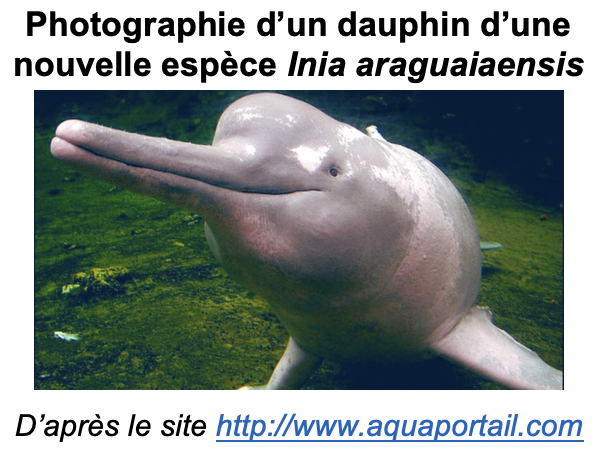 Photographie d’un dauphin d’une
nouvelle espèce Inia araguaiaensis
D’après le site http://www.aquaportail.com